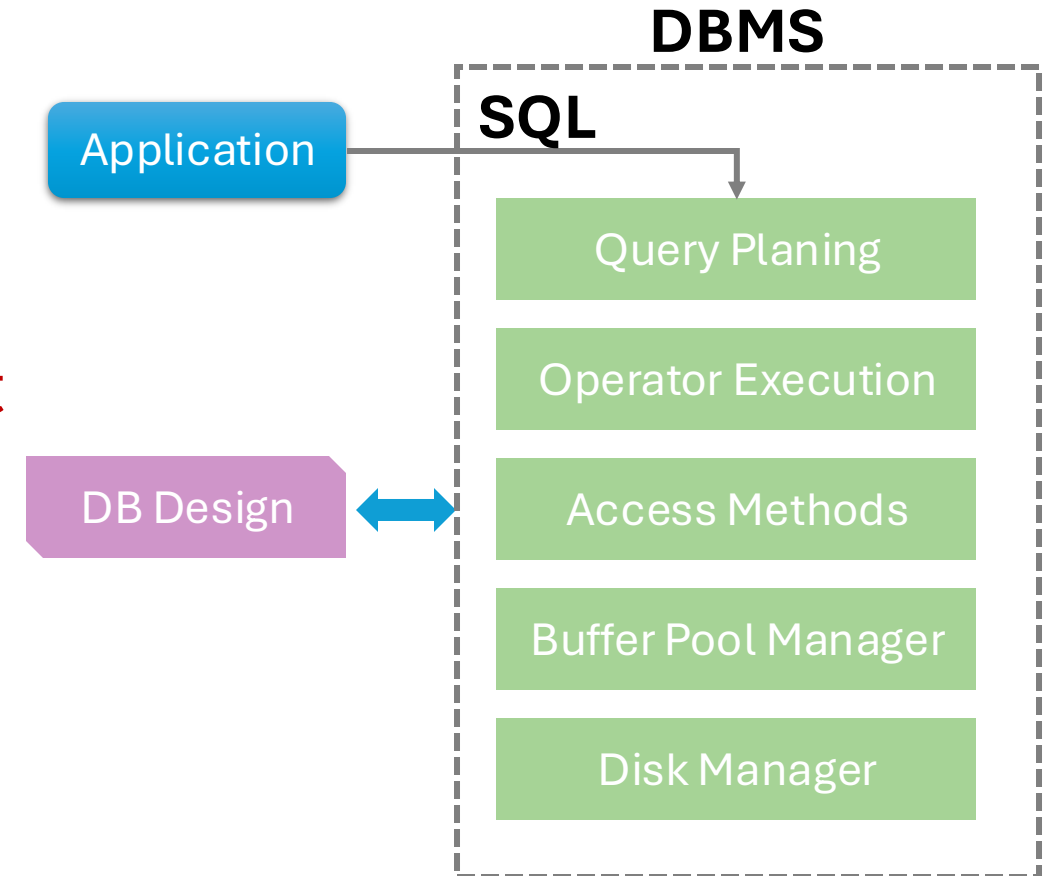 DBMS
SQL
Application
Query Planing
Operator Execution
DB Design
Access Methods
Buffer Pool Manager
Disk Manager